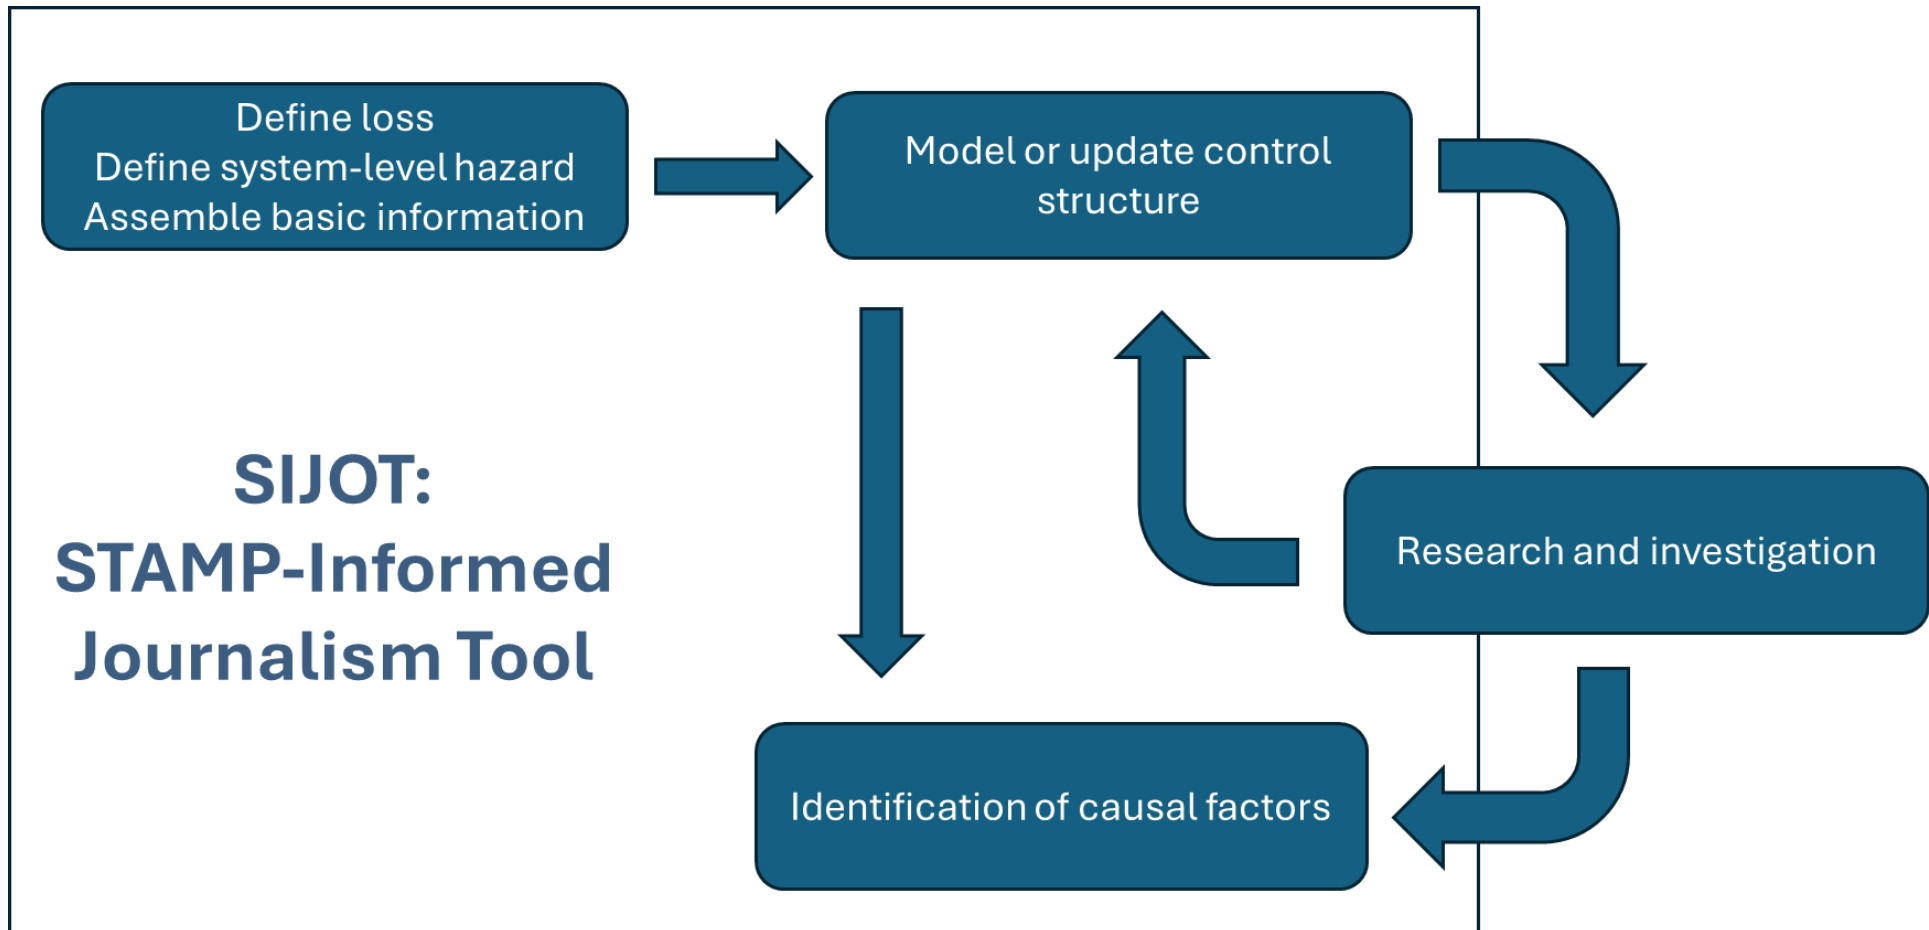 Define loss
Define system-level hazard
Assemble basic information
Model or update control
structure
SIJOT:
STAMP-Informed
Journalism Tool
Research and investigation
Identification of causal factors